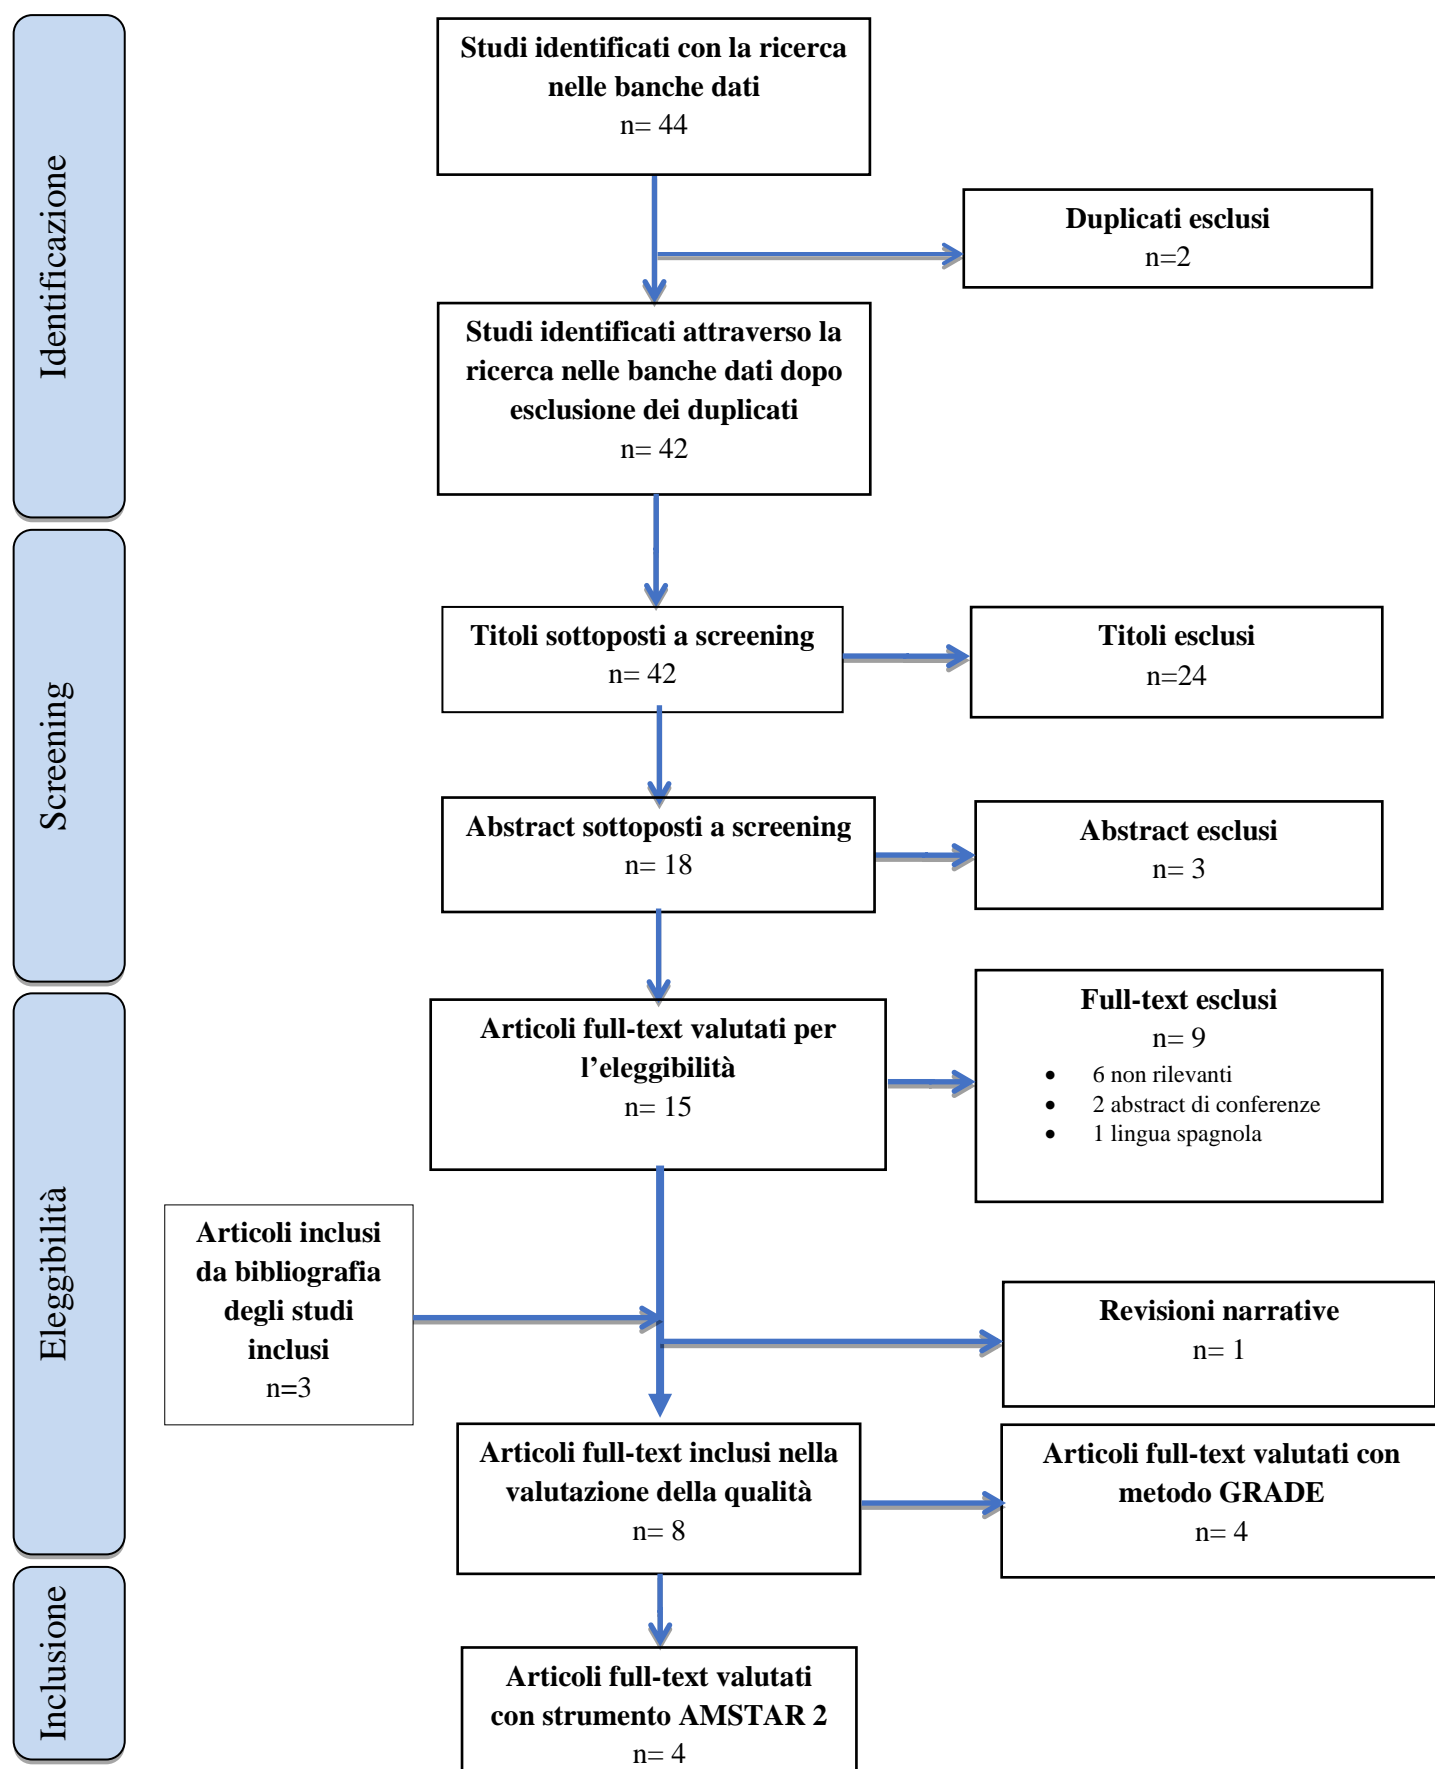 Identificazione
Studi identificati con la ricerca
nelle banche dati
n= 44
Duplicati esclusi
n=2
Studi identificati attraverso la
ricerca nelle banche dati dopo
esclusione dei duplicati
n= 42
Screening
Titoli sottoposti a screening
n= 42
Titoli esclusi
n=24
Abstract sottoposti a screening
n= 18
Abstract esclusi
n= 3
Eleggibilità
Articoli full-text valutati per
l’eleggibilità
n= 15
Full-text esclusi
n= 9
• 6 non rilevanti
• 2 abstract di conferenze
• 1 lingua spagnola
Articoli inclusi
da bibliografia
degli studi
inclusi
n=3
Revisioni narrative
n= 1
Articoli full-text inclusi nella
valutazione della qualità
n= 8
Articoli full-text valutati con
metodo GRADE
n= 4
Inclusione
Articoli full-text valutati
con strumento AMSTAR 2
n= 4